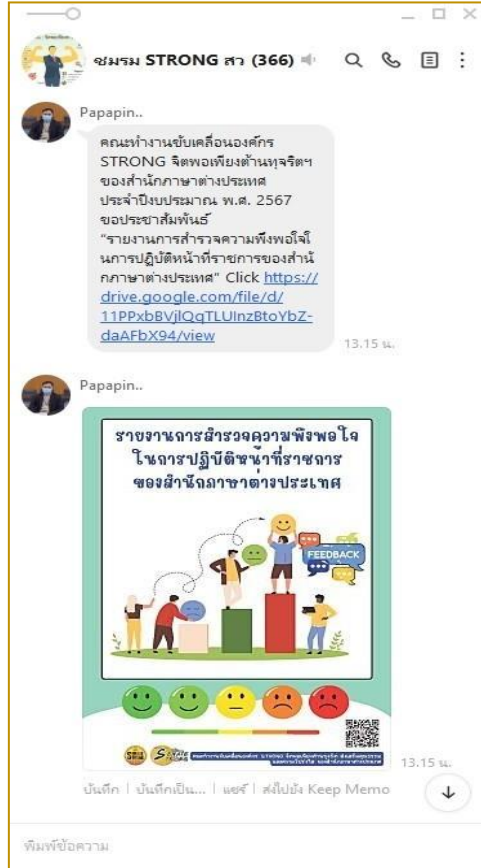 ชมรม STRONG สว (366)
Papapin..
คณะทำงานขับเคลื่อนองค์กร
STRONG จิตพอเพียงต้านทุจริตฯ
ของสำนักภาษาต่างประเทศ
ประจำปีงบประมาณ พ.ศ. 2567
ขอประชาสัมพันธ์
“รายงานการสำรวจความพึงพอใจใ
นการปฏิบัติหน้าที่ราชการของสำนั
กภาษาต่างประเทศ” Click https://
drive.google.com/file/d/
11PPxbBVjlQqTLUInzBtoYbZ-
daAFbX94/view
13.15 น.
Papapin..
รายงานการสำรวจความพึงพอใจ
ในการปฏิบัติหน้าที่ราชการ
ของสำนักภาษาต่างประเทศ
FEEDBACK
13.15 น.
บันทึก | บันทึกเป็น... | แชร์ | ส่งไปยัง Keep Memo
พิมพ์ข้อความ